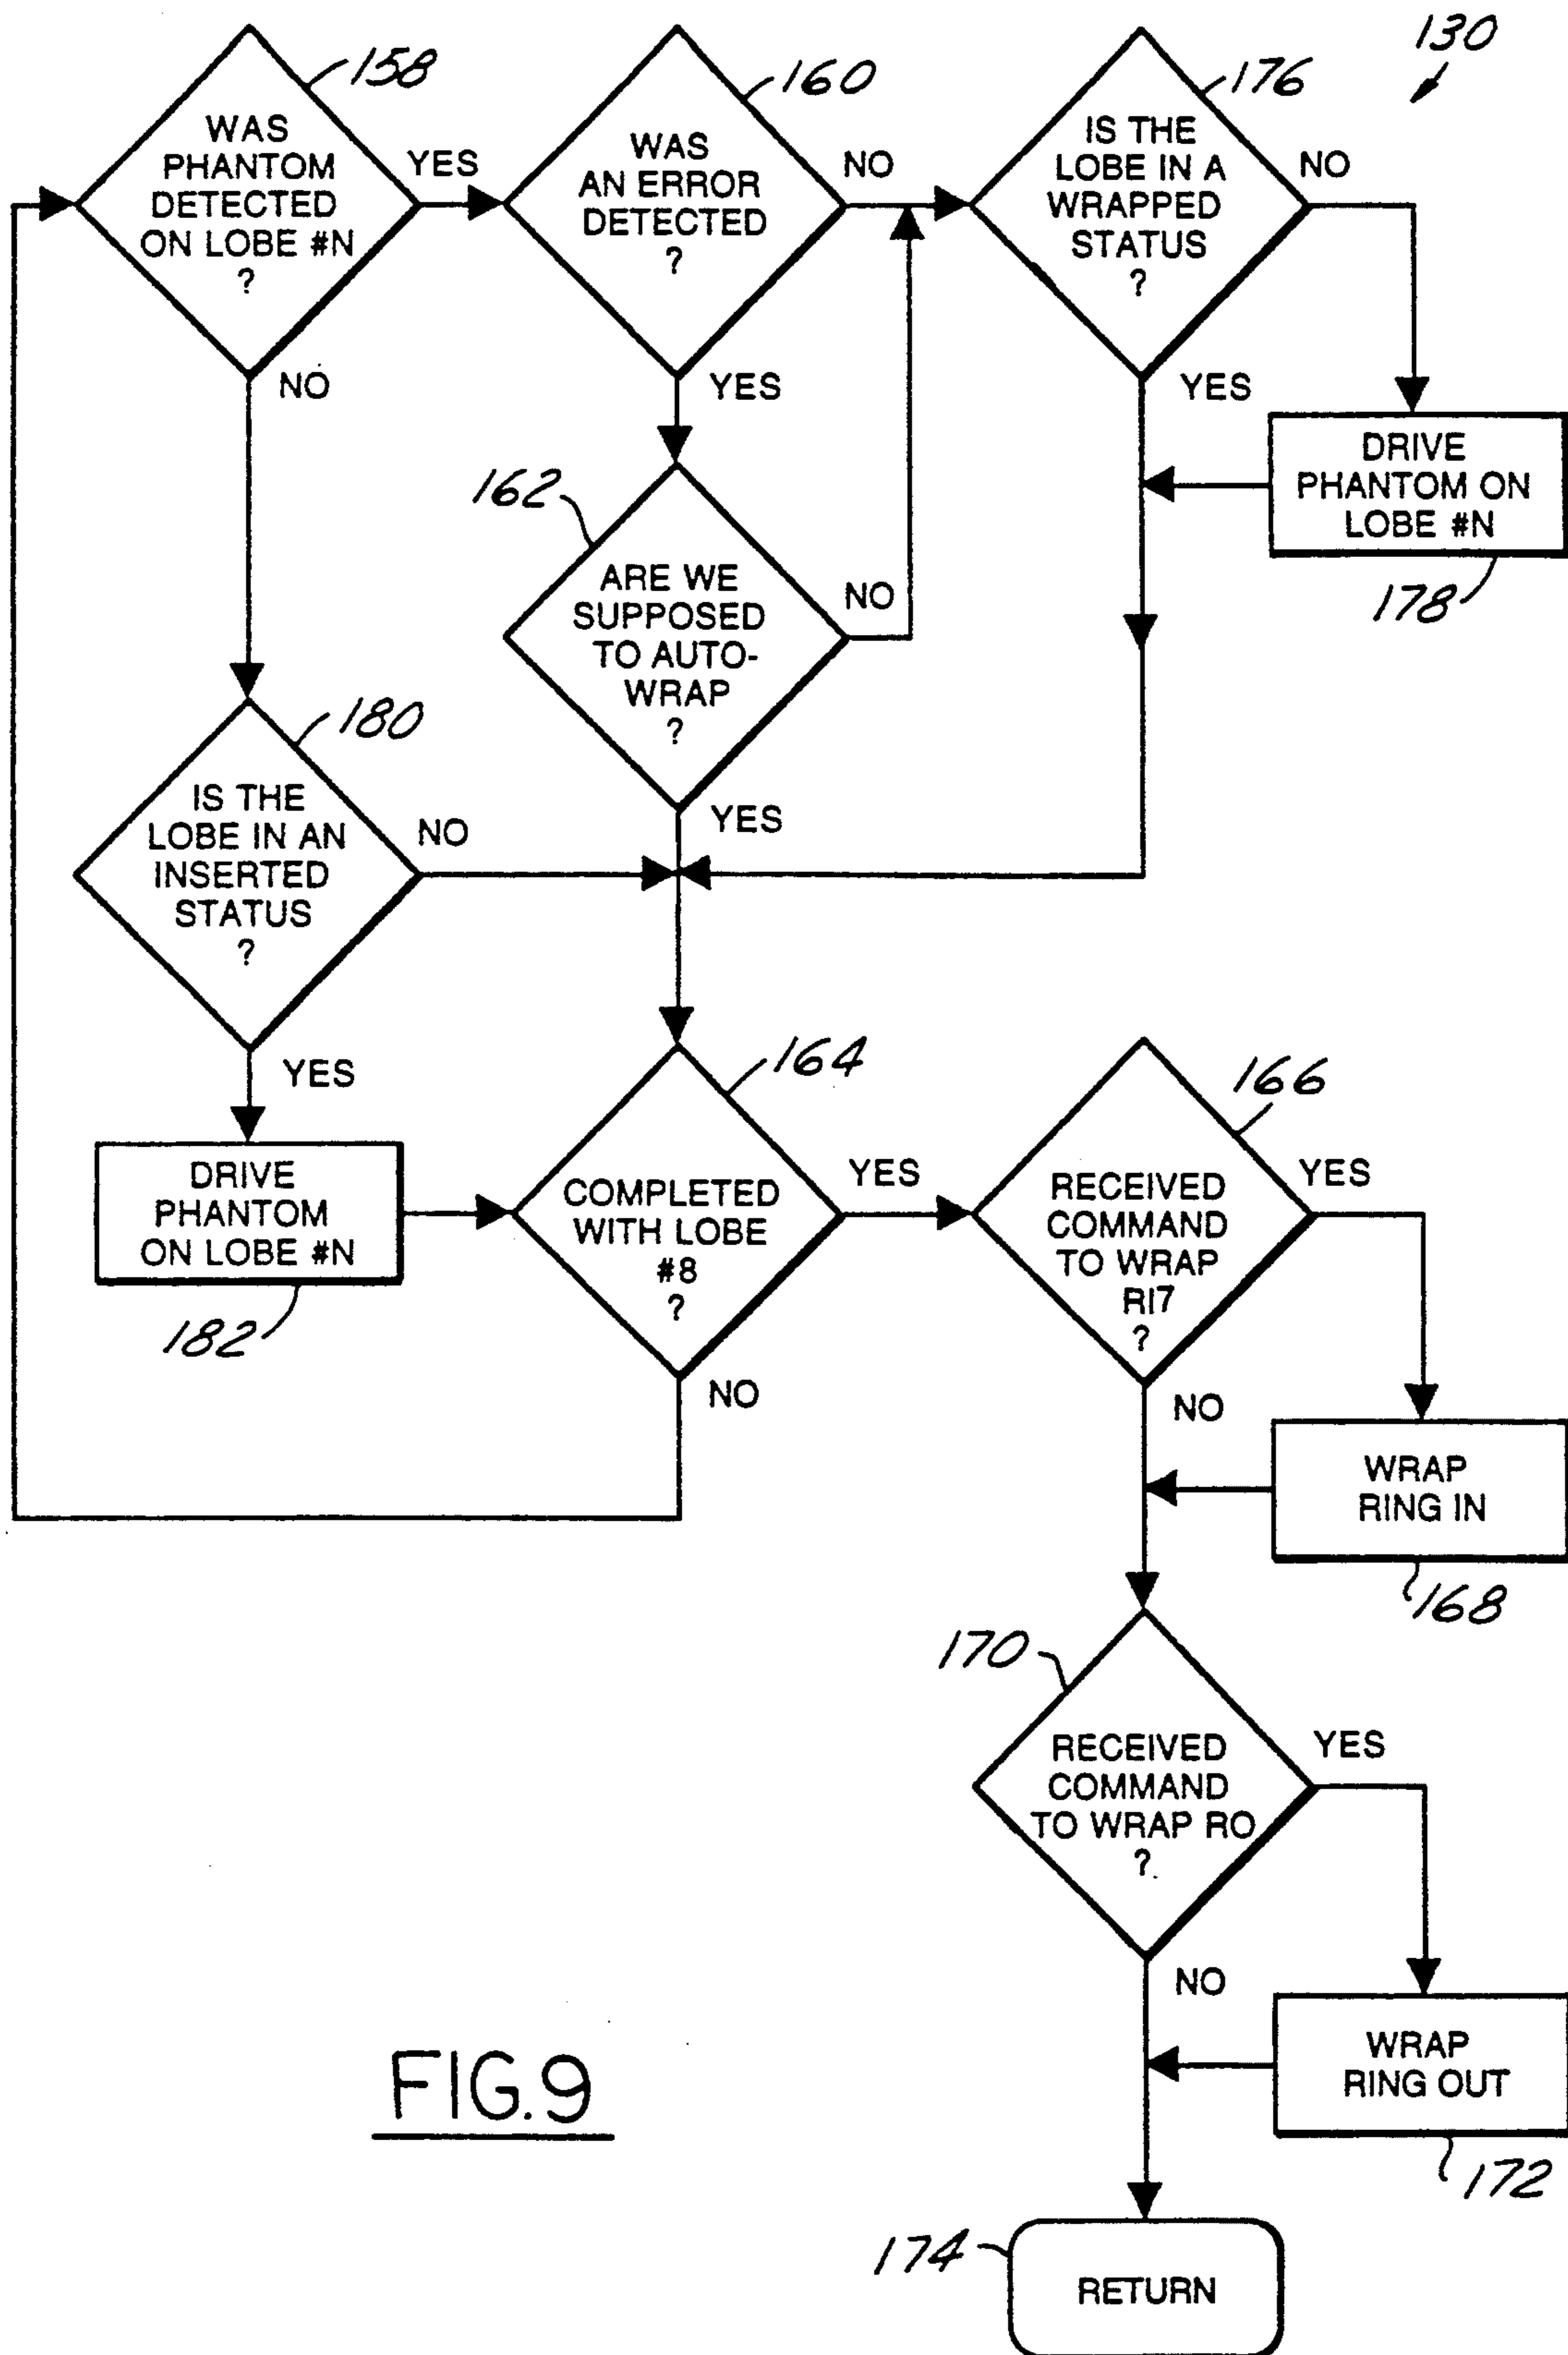 130
158
WAS
PHANTOM
DETECTED
ON LOBE #N
?
YES
NO
160
WAS
AN ERROR
DETECTED
?
NO
YES
176
IS THE
LOBE IN A
WRAPPED
STATUS
?
NO
YES
DRIVE
PHANTOM ON
LOBE #N
178
162
ARE WE
SUPPOSED
TO AUTO-
WRAP
?
NO
YES
180
IS THE
LOBE IN AN
INSERTED
STATUS
?
NO
YES
DRIVE
PHANTOM
ON LOBE #N
182
164
COMPLETED
WITH LOBE
#8
?
YES
NO
166
RECEIVED
COMMAND
TO WRAP
RI7
?
YES
NO
WRAP
RING IN
168
170
RECEIVED
COMMAND
TO WRAP RO
?
YES
NO
WRAP
RING OUT
172
174
RETURN
FIG.9